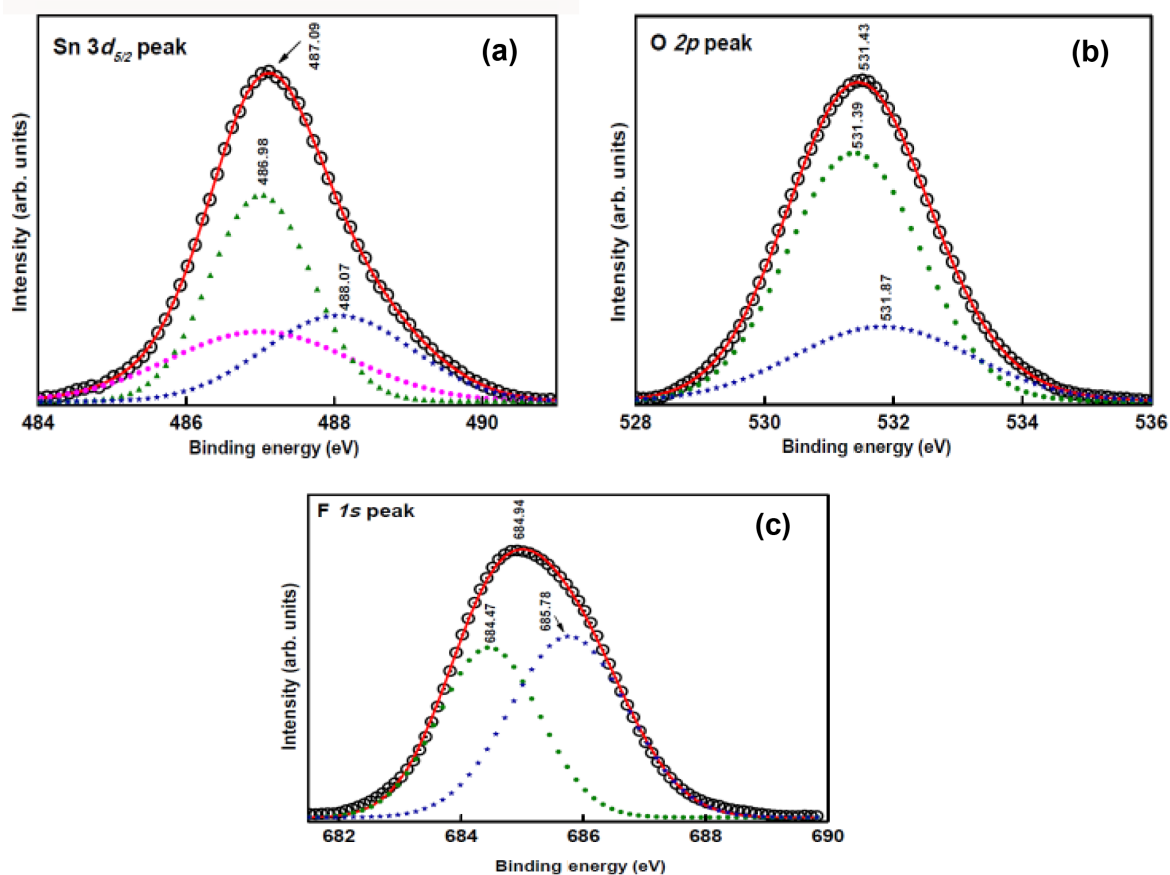 Sn 3d5/2 peak
(a)
487.09
486.98
488.07
Intensity (arb. units)
484 486 488 490
Binding energy (eV)
O 2p peak
(b)
531.43
531.39
531.87
Intensity (arb. units)
528 530 532 534 536
Binding energy (eV)
F 1s peak
(c)
684.94
684.47
685.78
Intensity (arb. units)
682 684 686 688 690
Binding energy (eV)